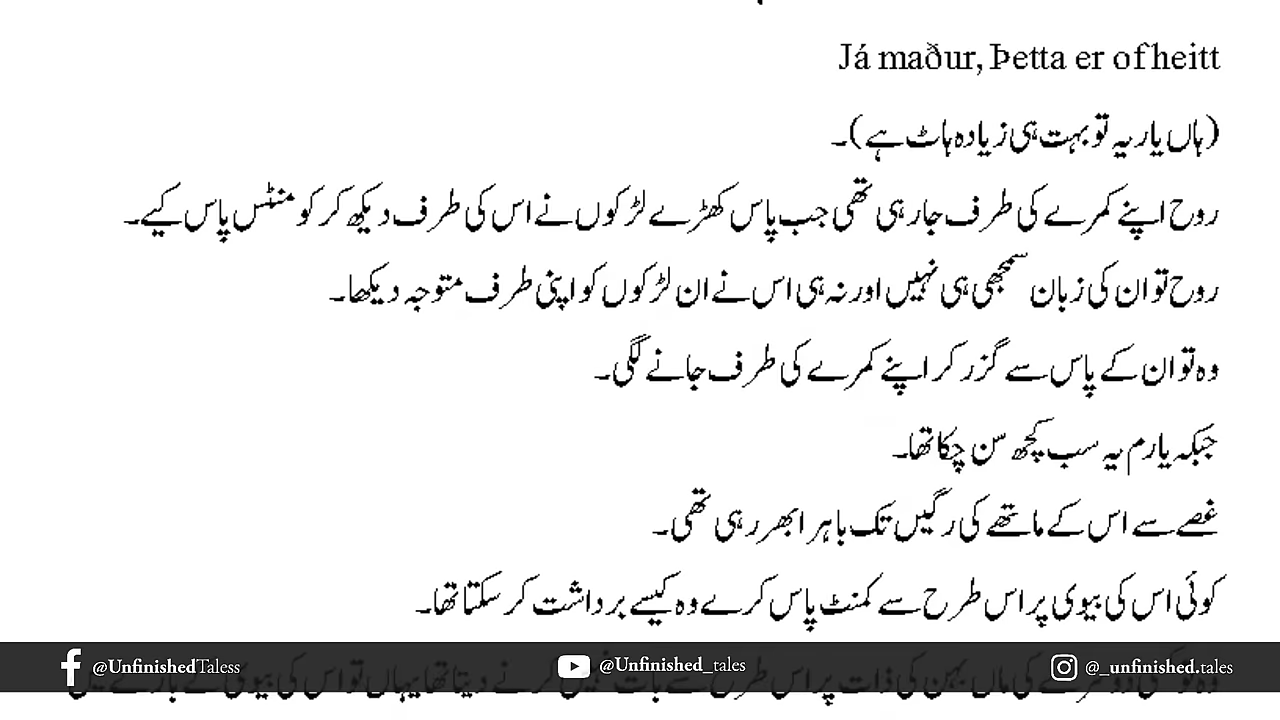 Já maður, Þetta er of heitt
(ہاں یار یہ تو بہت ہی زیادہ ہاٹ ہے)۔
روح اپنے کمرے کی طرف جا رہی تھی جب پاس کھڑے لڑکوں نے اس کی طرف دیکھ کر کومنٹس پاس کیے۔
روح تو ان کی زبان سمجھی ہی نہیں اور نہ ہی اس نے ان لڑکوں کو اپنی طرف متوجہ دیکھا۔
وہ تو ان کے پاس سے گزر کر اپنے کمرے کی طرف جانے لگی۔
جبکہ یارم یہ سب کچھ سن چکا تھا۔
غصے سے اس کے ماتھے کی رگیں تک باہر ابھر رہی تھی۔
کوئی اس کی بیوی پر اس طرح سے کمنٹ پاس کرے وہ کیسے برداشت کر سکتا تھا۔
@UnfinishedTaless @Unfinished_tales @_unfinished.tales